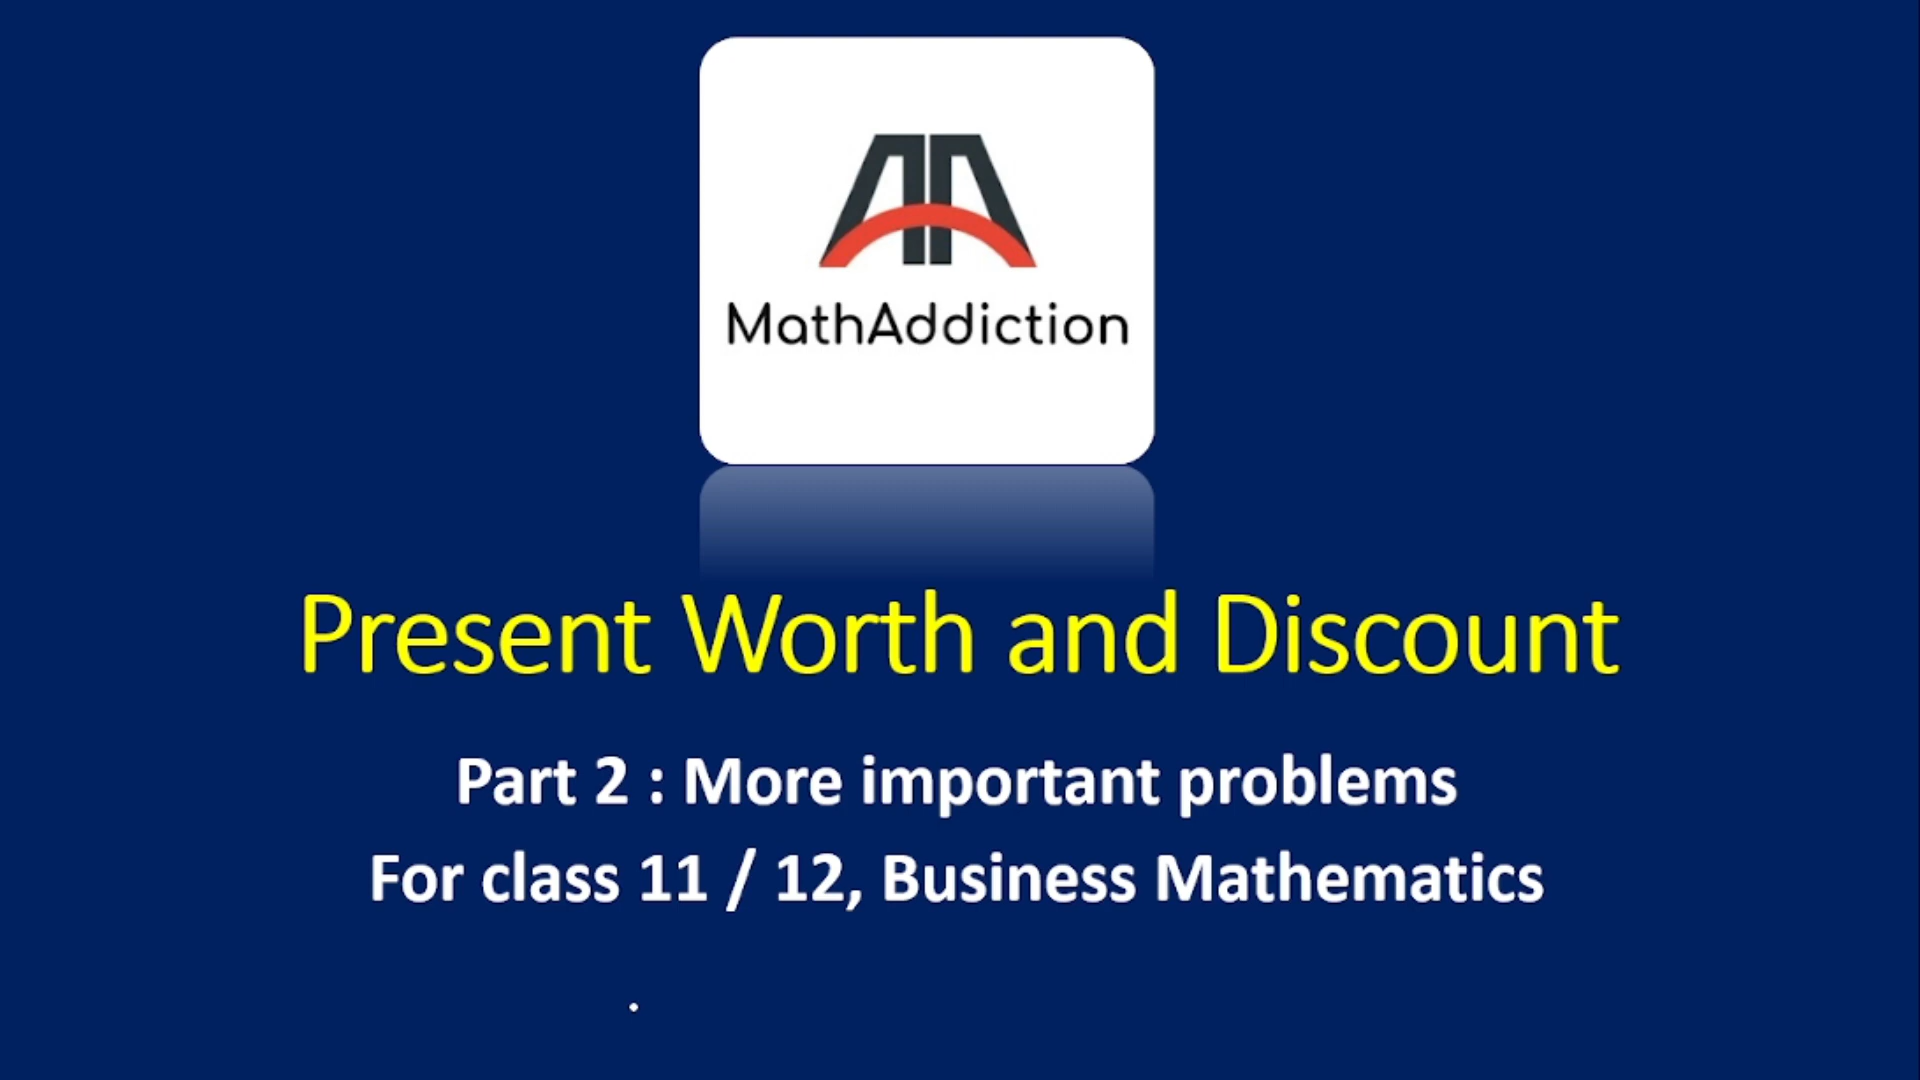 MathAddiction
Present Worth and Discount
Part 2 : More important problems
For class 11 / 12, Business Mathematics